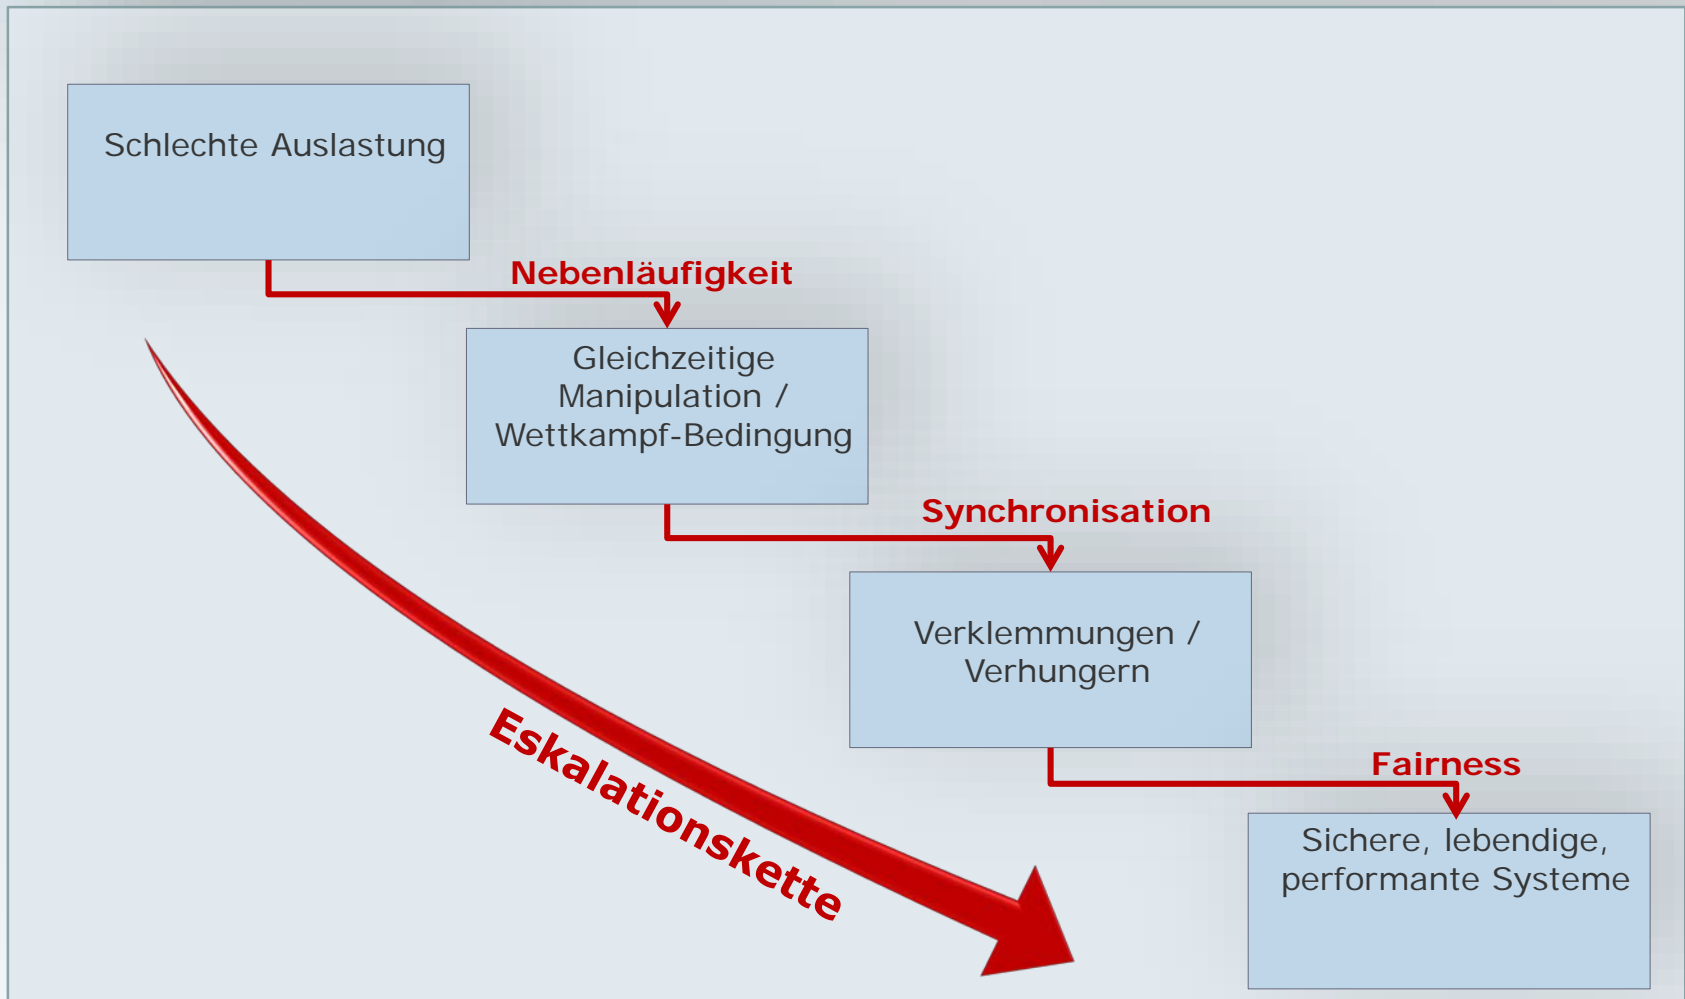 Schlechte Auslastung
Nebenläufigkeit
Gleichzeitige
Manipulation /
Wettkampf-Bedingung
Synchronisation
Verklemmungen /
Verhungern
Eskalationskette
Fairness
Sichere, lebendige,
performante Systeme